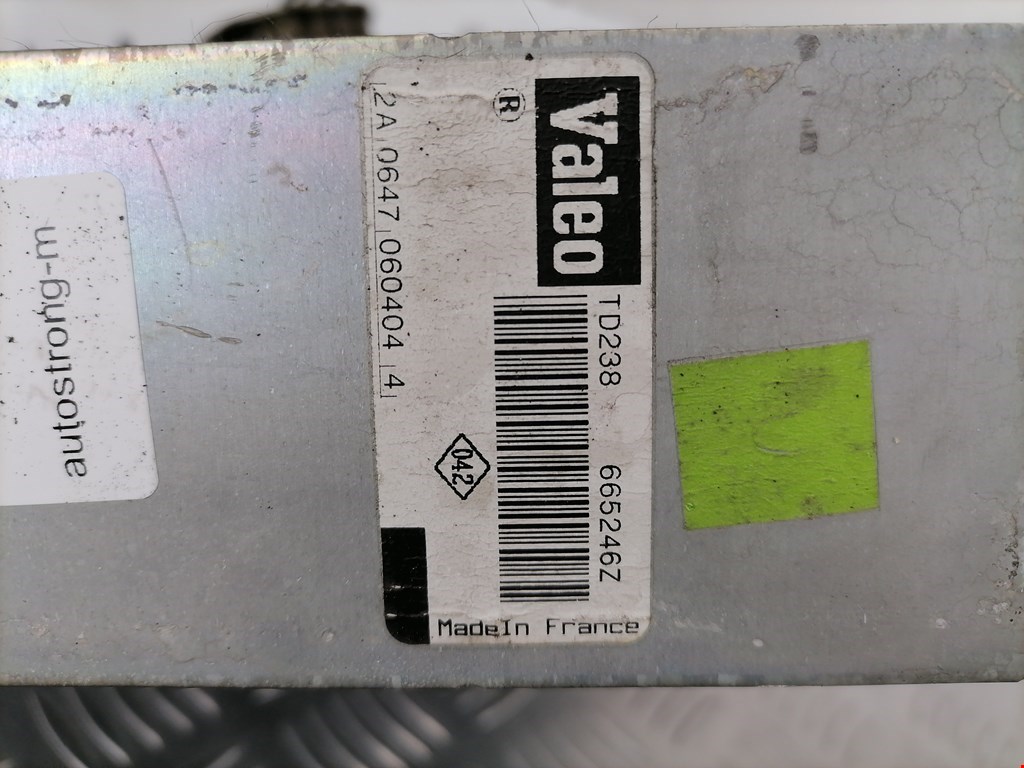 Valeo
®
TD238 665246Z
042
2A 0647 060404 4
MadeIn France
autostrong-m